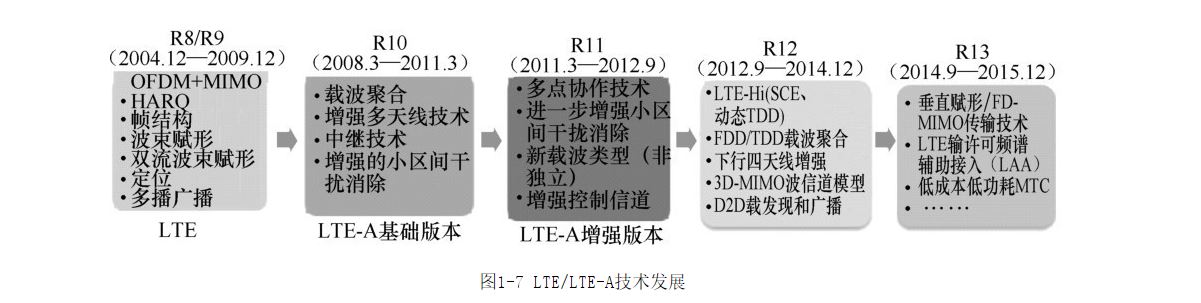 R8/R9
(2004.12—2009.12)
OFDM+MIMO
•HARQ
•帧结构
•波束赋形
•双流波束赋形
•定位
•多播广播
LTE
R10
(2008.3—2011.3)
•载波聚合
•增强多天线技术
•中继技术
•增强的小区间干
扰消除
LTE-A基础版本
R11
(2011.3—2012.9)
•多点协作技术
•进一步增强小区
间干扰消除
•新载波类型（非
独立）
•增强控制信道
LTE-A增强版本
R12
(2012.9—2014.12)
•LTE-Hi(SCE、
动态TDD)
•FDD/TDD载波聚合
•下行四天线增强
•3D-MIMO波信道模型
•D2D载发现和广播
R13
(2014.9—2015.12)
•垂直赋形/FD-
MIMO传输技术
•LTE输许可频谱
辅助接入（LAA）
•低成本低功耗MTC
•……
图1-7 LTE/LTE-A技术发展